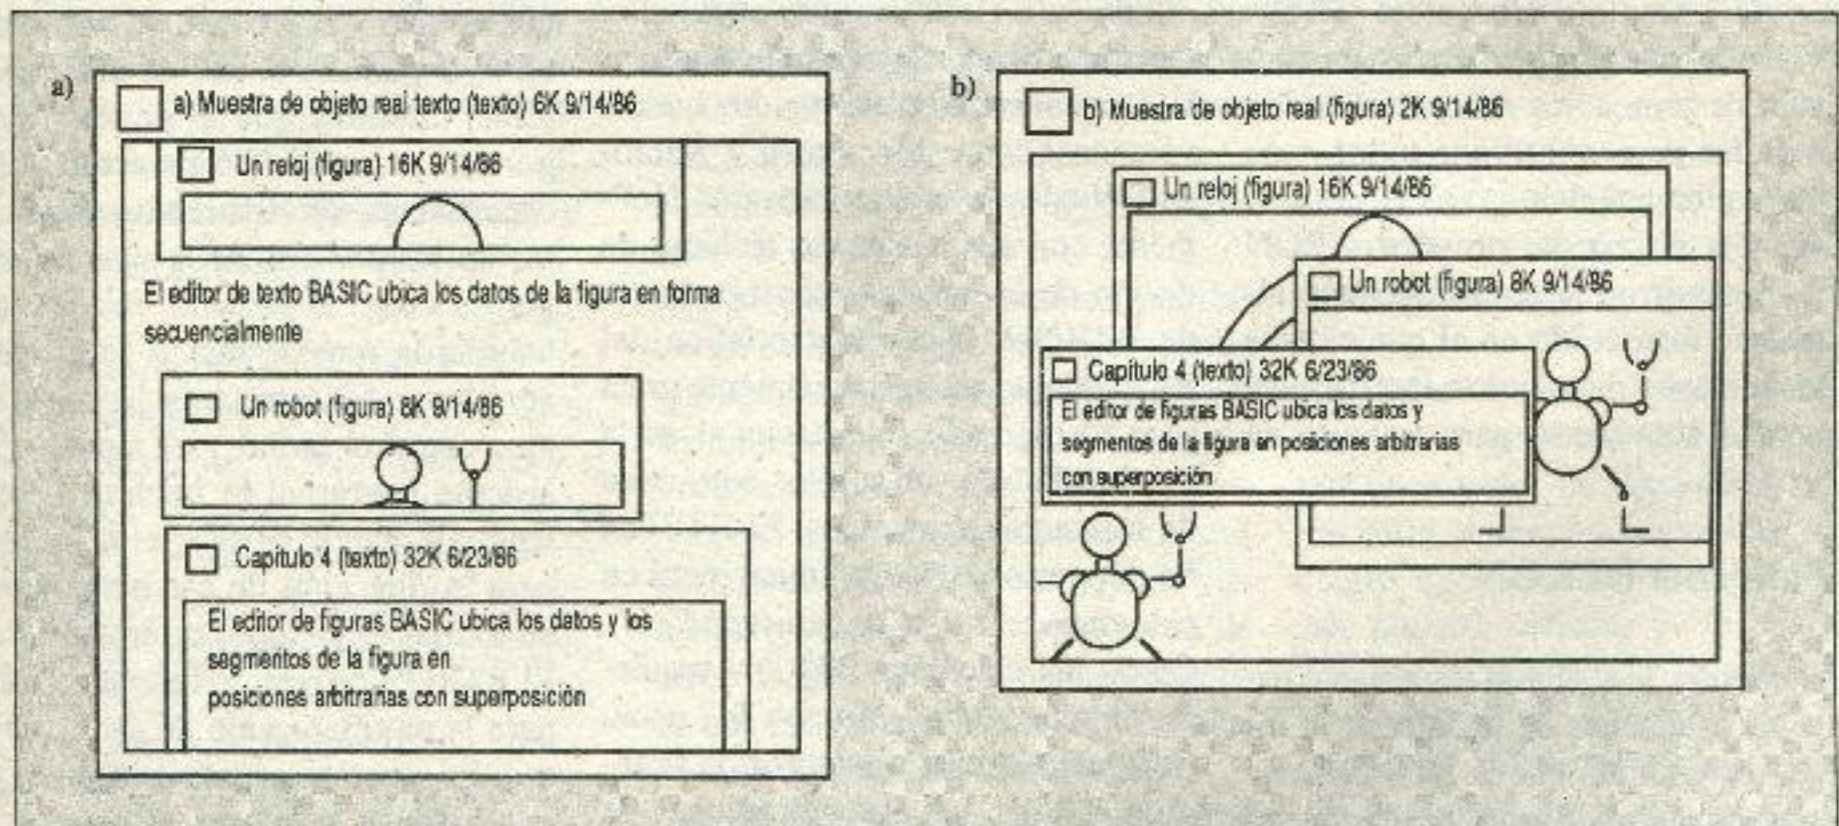 a)
a) Muestra de objeto real texto (texto) 6K 9/14/86
Un reloj (figura) 16K 9/14/86
El editor de texto BASIC ubica los datos de la figura en forma
secuencialmente
Un robot (figura) 8K 9/14/86
Capítulo 4 (texto) 32K 6/23/86
El editor de figuras BASIC ubica los datos y los
segmentos de la figura en
posiciones arbitrarias con superposición
b)
b) Muestra de objeto real (figura) 2K 9/14/86
Un reloj (figura) 16K 9/14/86
Un robot (figura) 8K 9/14/86
Capítulo 4 (texto) 32K 6/23/86
El editor de figuras BASIC ubica los datos y
segmentos de la figura en posiciones arbitrarias
con superposición